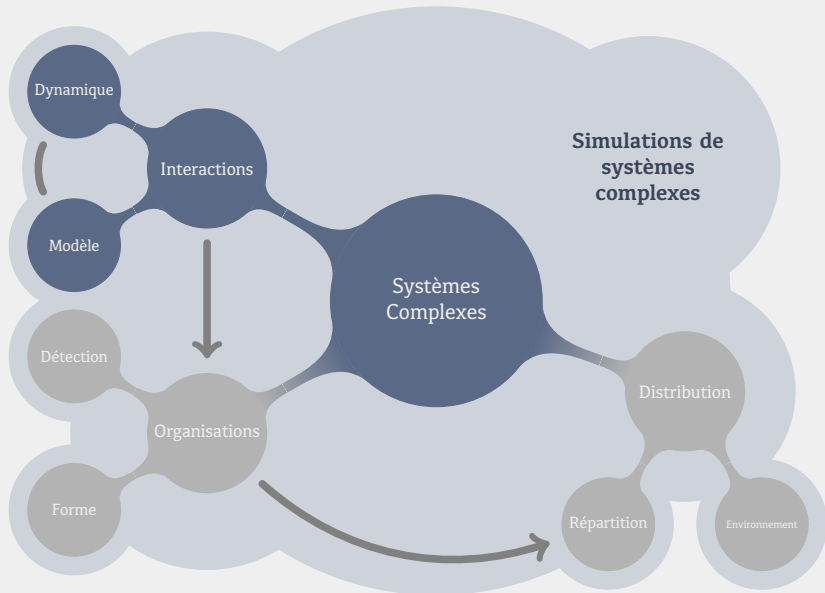 Dynamique
Interactions
Simulations de
systèmes
complexes
Modèle
Systèmes
Complexes
Détection
Distribution
Organisations
Forme
Répartition
Environnement